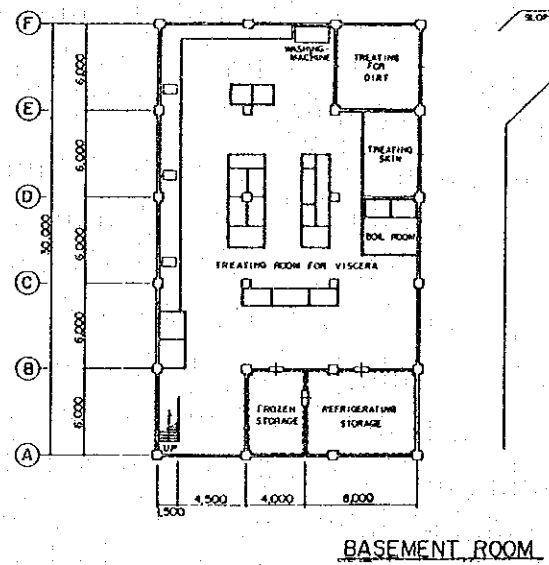 F
SLOP
WASHING-
MACHINE
TREATING
FOR
DIRT
6,000
E
6,000
TREATING
SKIN
D
30,000
6,000
BOIL ROOM
TREATING ROOM FOR VISCERA
C
6,000
B
6,000
FROZEN
STORAGE
REFRIGERATING
STORAGE
UP
A
1,500
4,500
4,000
BASEMENT ROOM